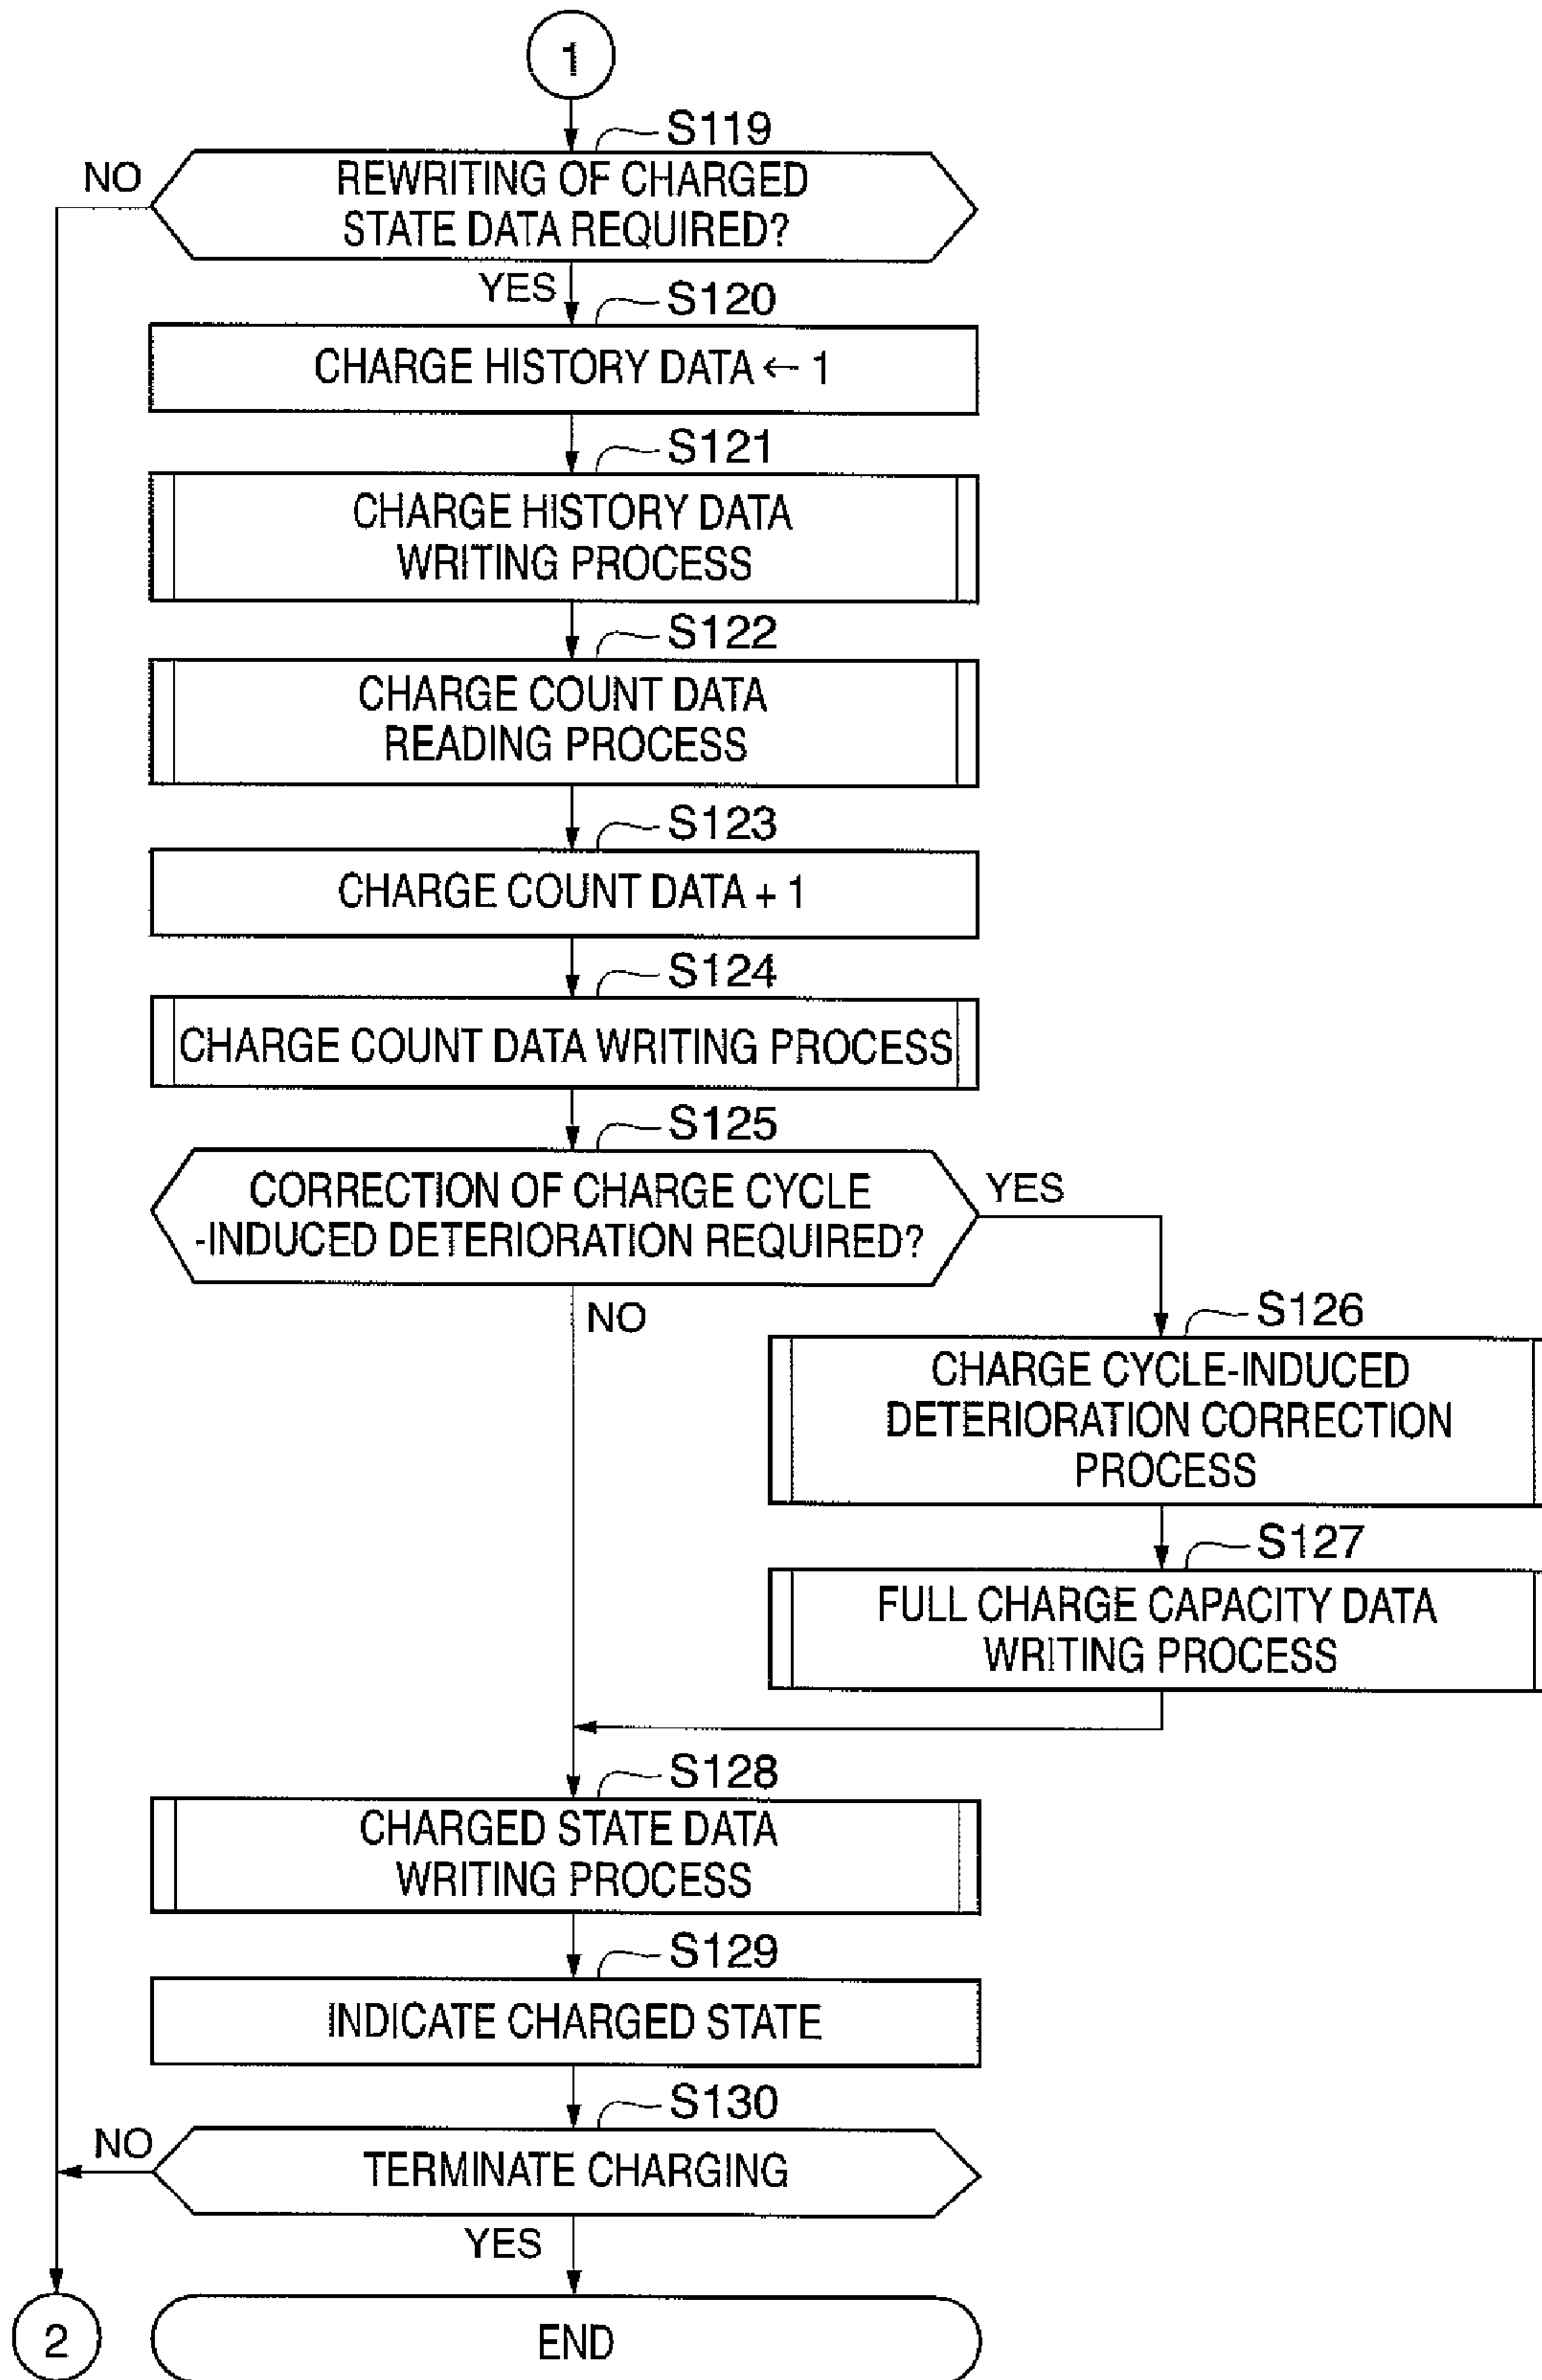 1
S119
NO
REWRITING OF CHARGED
STATE DATA REQUIRED?
YES
S120
CHARGE HISTORY DATA ← 1
S121
CHARGE HISTORY DATA
WRITING PROCESS
S122
CHARGE COUNT DATA
READING PROCESS
S123
CHARGE COUNT DATA + 1
S124
CHARGE COUNT DATA WRITING PROCESS
S125
CORRECTION OF CHARGE CYCLE
-INDUCED DETERIORATION REQUIRED?
YES
NO
S126
CHARGE CYCLE-INDUCED
DETERIORATION CORRECTION
PROCESS
S127
FULL CHARGE CAPACITY DATA
WRITING PROCESS
S128
CHARGED STATE DATA
WRITING PROCESS
S129
INDICATE CHARGED STATE
S130
NO
TERMINATE CHARGING
YES
2
END